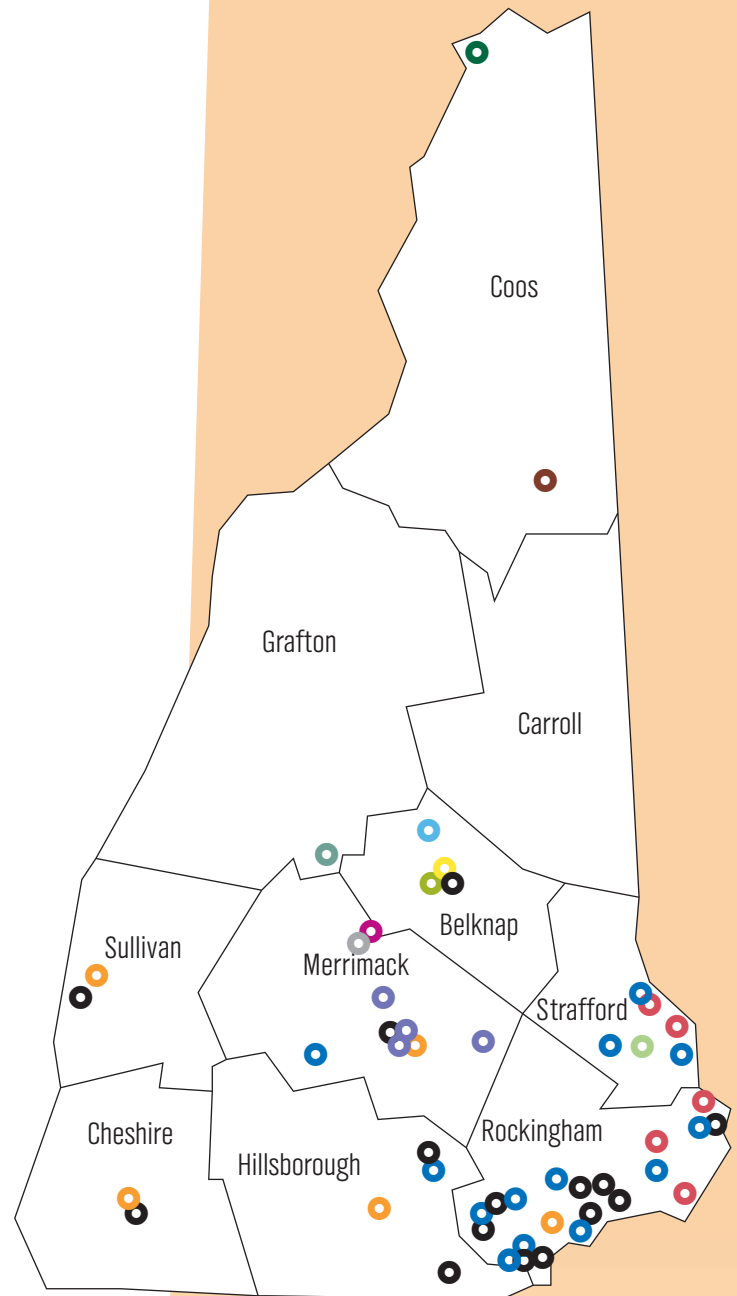 Coos
Grafton
Carroll
Belknap
Sullivan
Merrimack
Strafford
Cheshire
Rockingham
Hillsborough